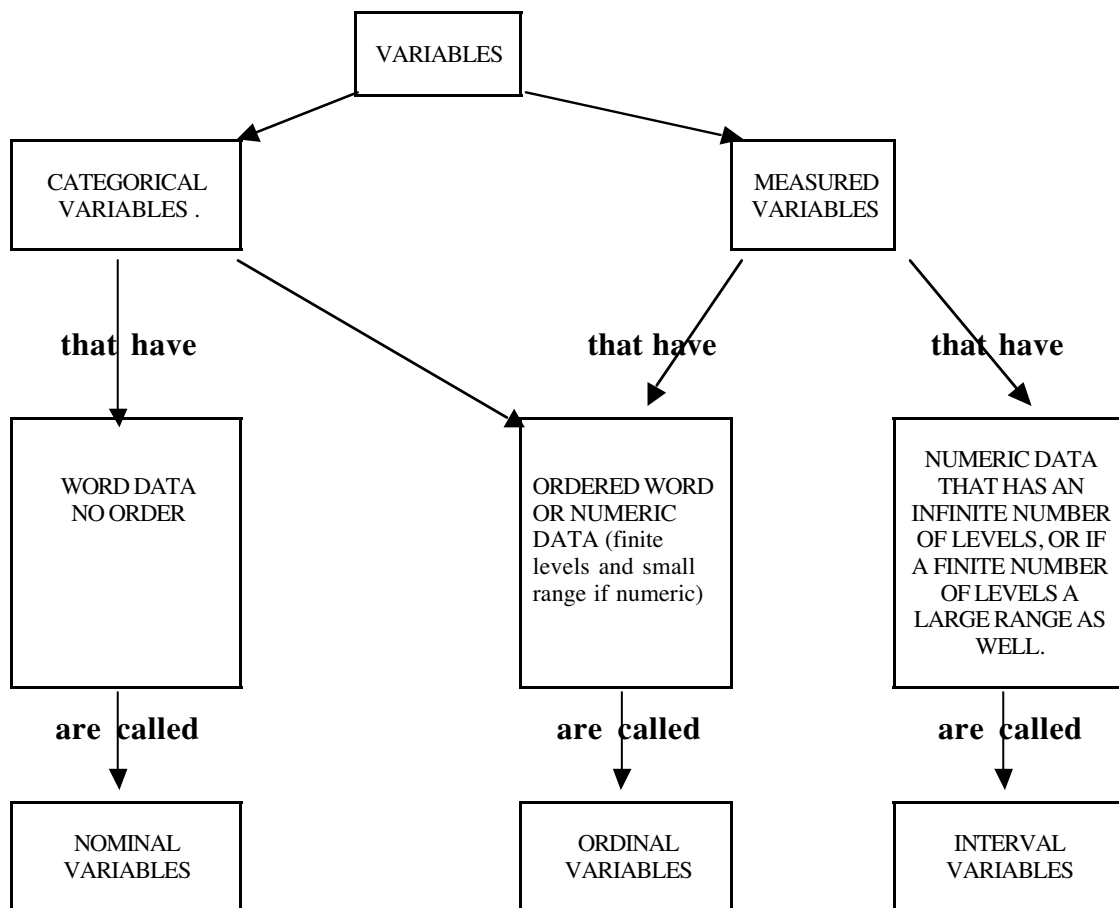 VARIABLES
CATEGORICAL
VARIABLES .
MEASURED
VARIABLES
that have
that have
that have
WORD DATA
NO ORDER
ORDERED WORD
OR NUMERIC
DATA (finite
levels and small
range if numeric)
NUMERIC DATA
THAT HAS AN
INFINITE NUMBER
OF LEVELS, OR IF
A FINITE NUMBER
OF LEVELS A
LARGE RANGE AS
WELL.
are called
are called
are called
NOMINAL
VARIABLES
ORDINAL
VARIABLES
INTERVAL
VARIABLES